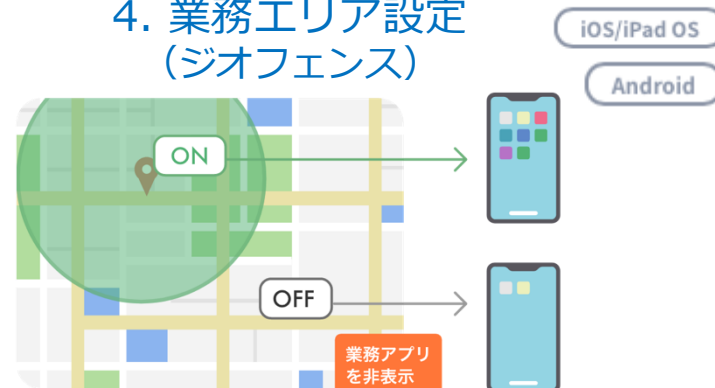 4. 業務エリア設定
（ジオフェンス）
iOS/iPad OS
Android
ON
OFF
業務アプリ
を非表示